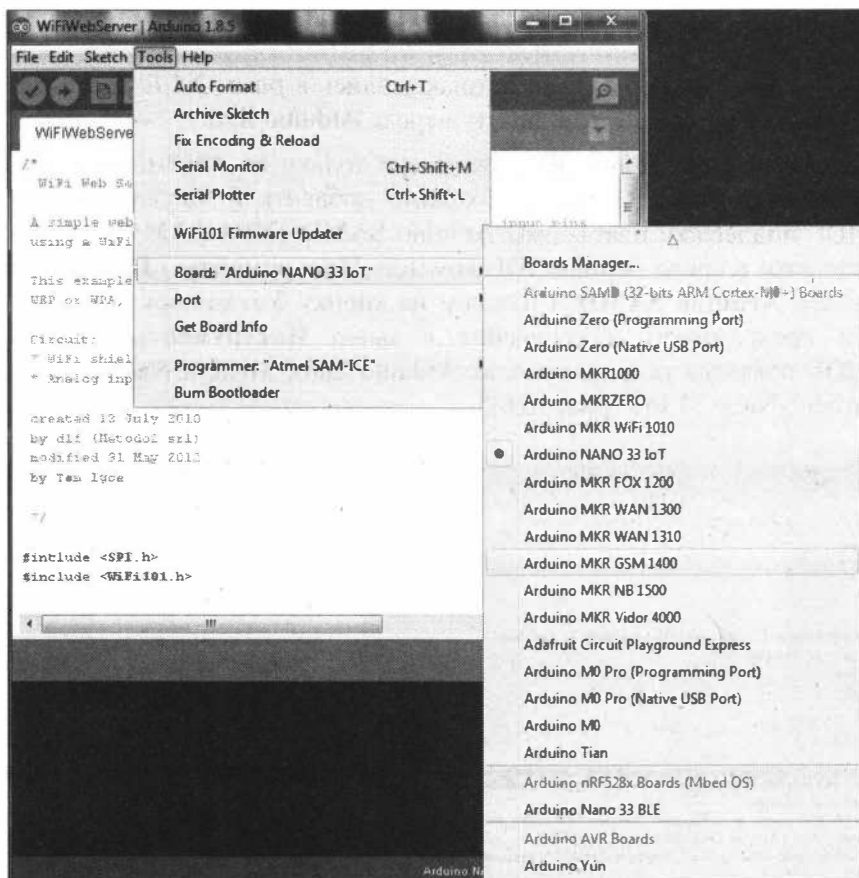 WiFiWebServer | Arduino 1.8.5
File Edit Sketch Tools Help
WiFiWebServe
Auto Format Ctrl+T
Archive Sketch
Fix Encoding & Reload
Serial Monitor Ctrl+Shift+M
Serial Plotter Ctrl+Shift+L
WiFi101 Firmware Updater
Board: "Arduino NANO 33 IoT"
Port
Get Board Info
Programmer: "Atmel SAM-ICE"
Burn Bootloader
/*
WiFi Web Se
A simple web
using a WiFi
input pins
This example
WEP or WPA,
Circuit:
* WiFi shiel
* Analog inp
created 13 July 2010
by dlf (Metodo2 srl)
modified 31 May 2012
by Tom Igoe
*/
#include <SPI.h>
#include <WiFi101.h>
Boards Manager...
Arduino SAMD (32-bits ARM Cortex-M0+) Boards
Arduino Zero (Programming Port)
Arduino Zero (Native USB Port)
Arduino MKR1000
Arduino MKRZERO
Arduino MKR WiFi 1010
Arduino NANO 33 IoT
Arduino MKR FOX 1200
Arduino MKR WAN 1300
Arduino MKR WAN 1310
Arduino MKR GSM 1400
Arduino MKR NB 1500
Arduino MKR Vidor 4000
Adafruit Circuit Playground Express
Arduino M0 Pro (Programming Port)
Arduino M0 Pro (Native USB Port)
Arduino M0
Arduino Tian
Arduino nRF528x Boards (Mbed OS)
Arduino Nano 33 BLE
Arduino AVR Boards
Arduino Yún
Arduino N